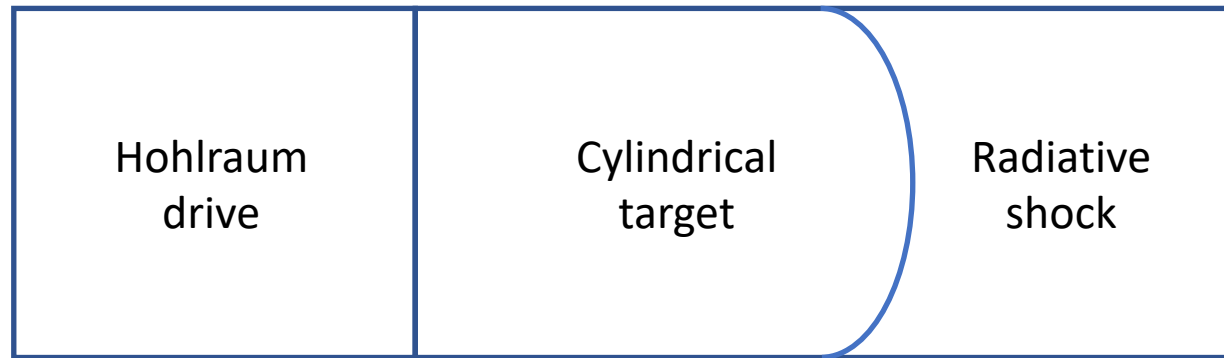 Hohlraum
drive
Cylindrical
target
Radiative
shock